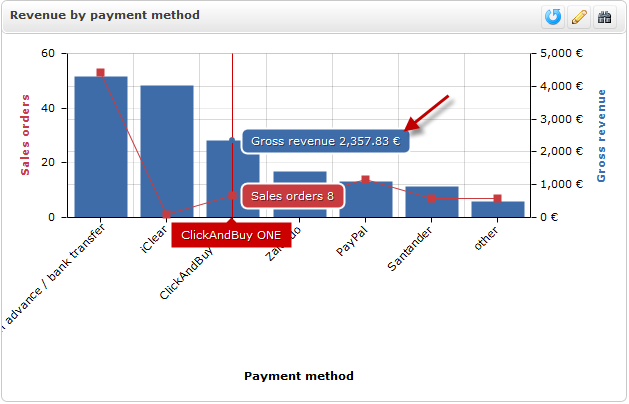 Revenue by payment method
60
40
20
0
Sales orders
5,000 €
4,000 €
3,000 €
2,000 €
1,000 €
0 €
Gross revenue
Gross revenue 2,357.83 €
Sales orders 8
ClickAndBuy ONE
advance / bank transfer
iClear
ClickAndBuy
PayPal
Santander
other
Payment method